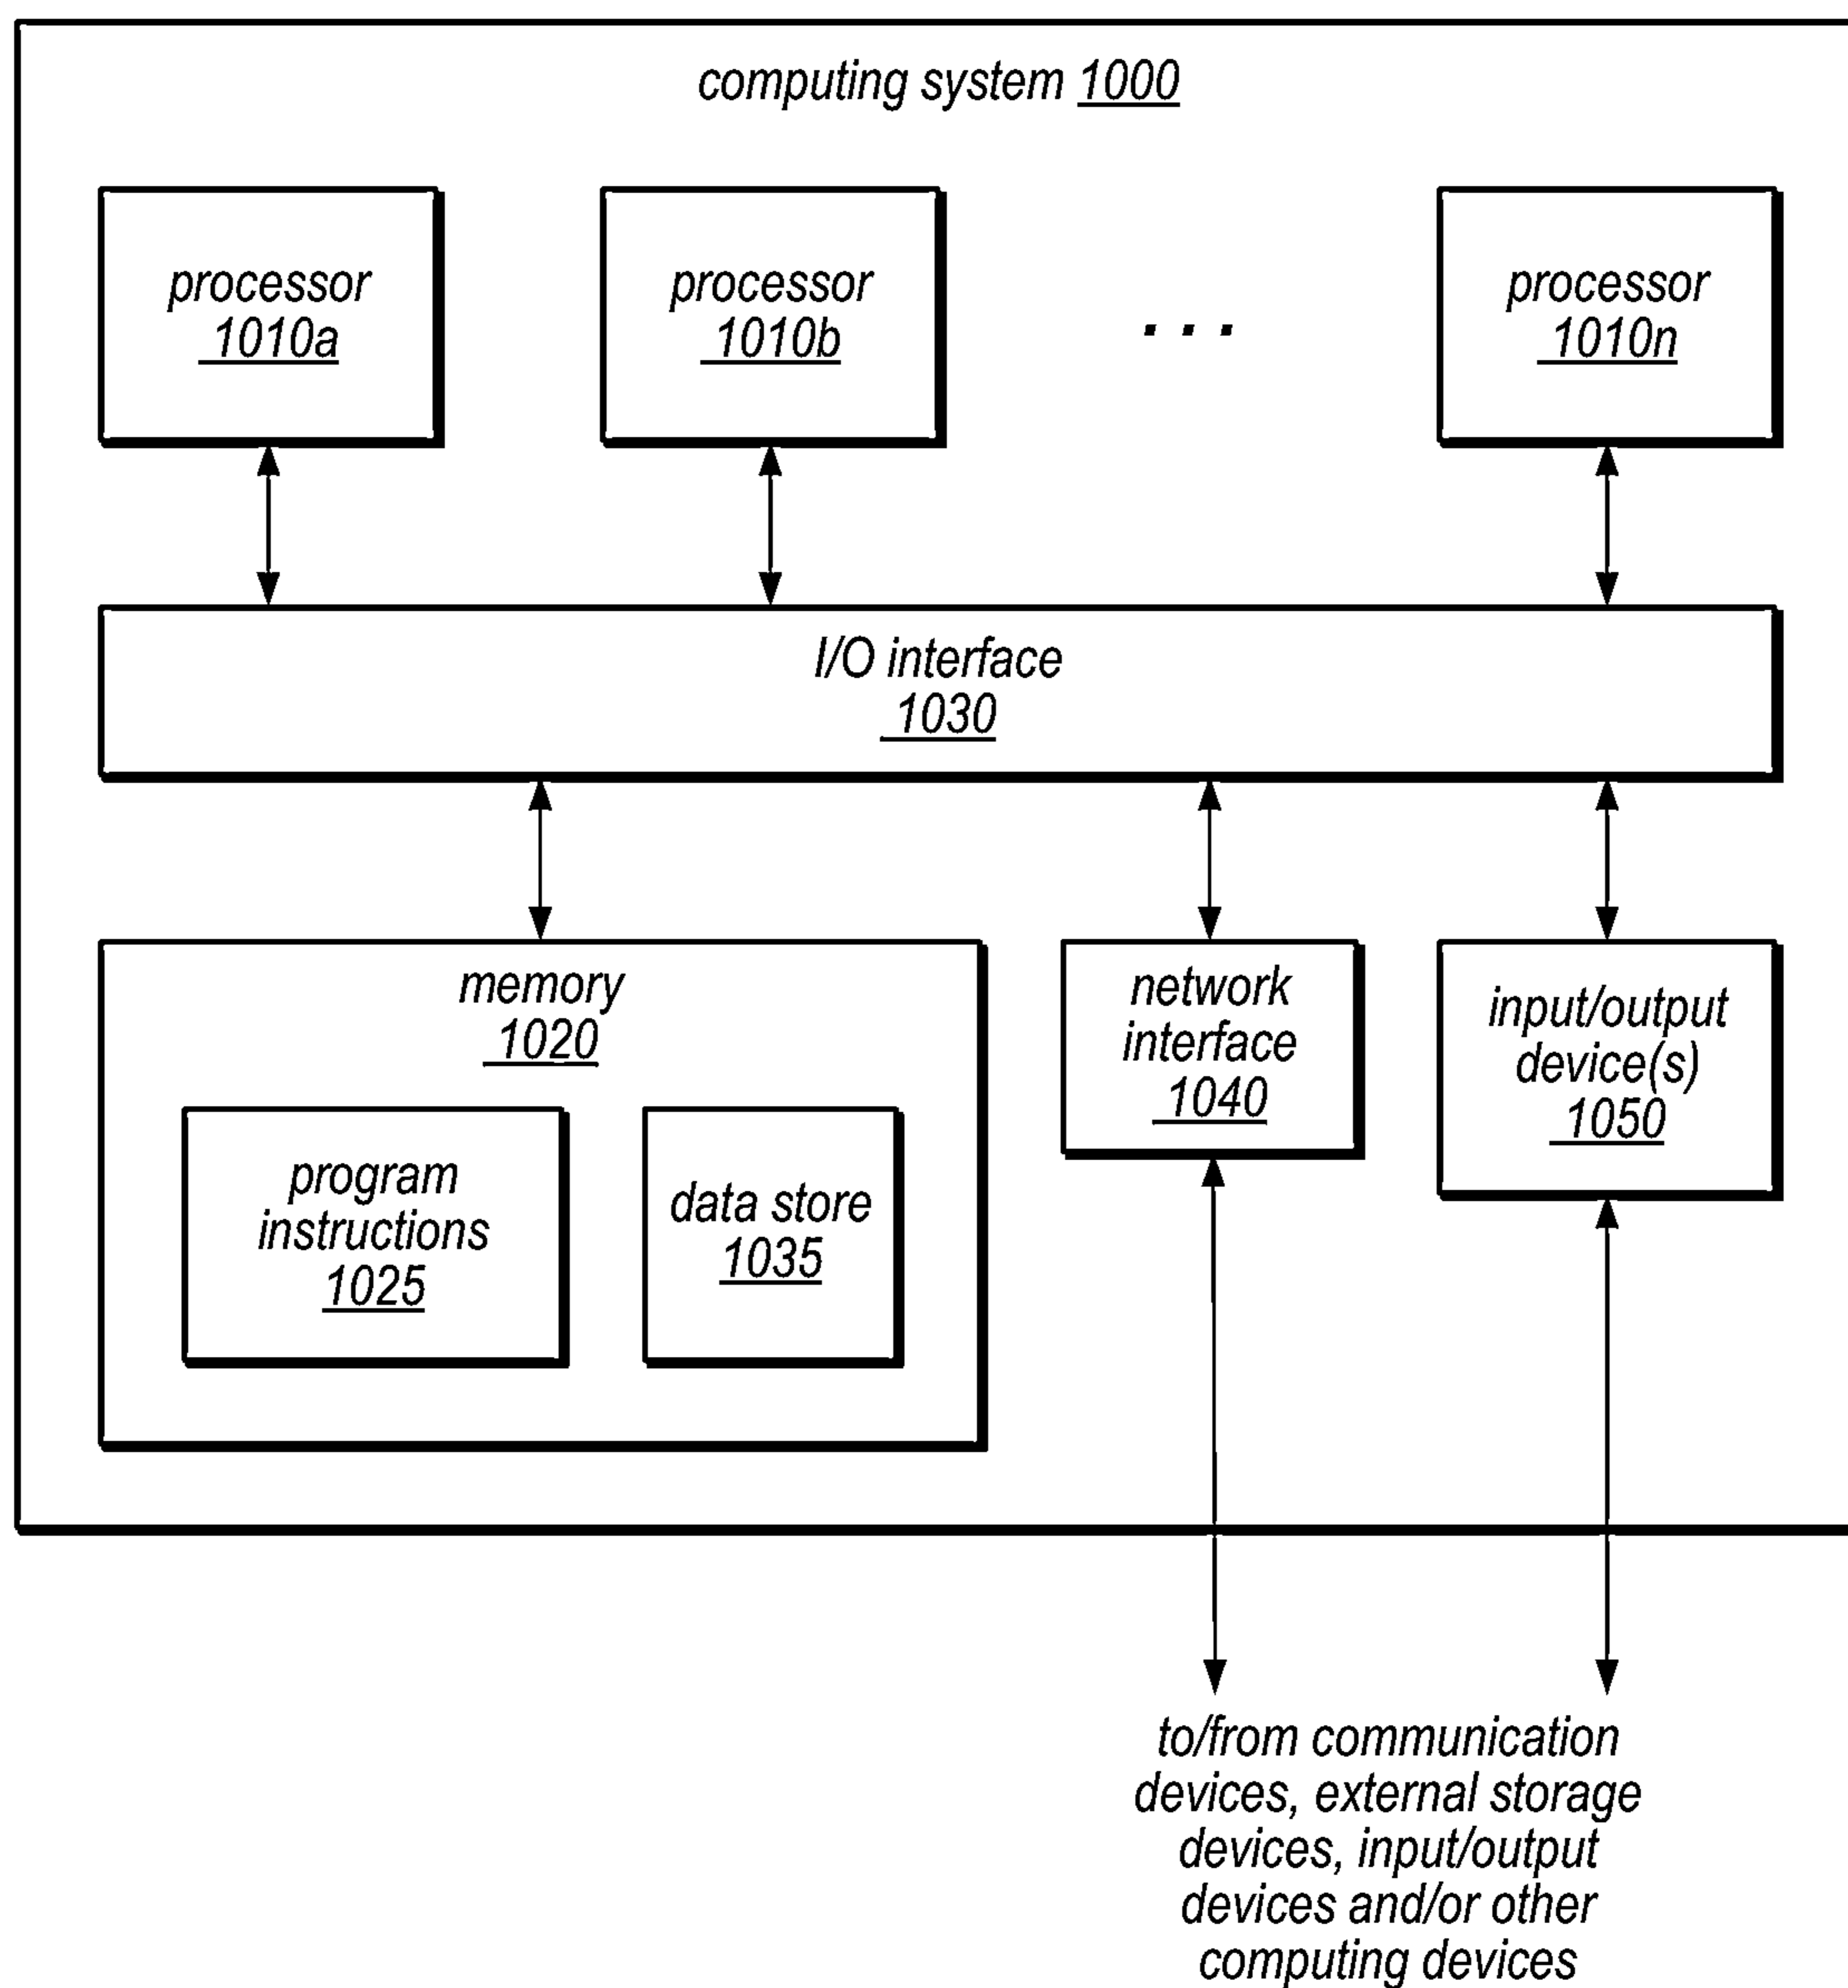 computing system 1000
processor
1010a
processor
1010b
. . .
processor
1010n
I/O interface
1030
memory
1020
program
instructions
1025
data store
1035
network
interface
1040
input/output
device(s)
1050
to/from communication
devices, external storage
devices, input/output
devices and/or other
computing devices